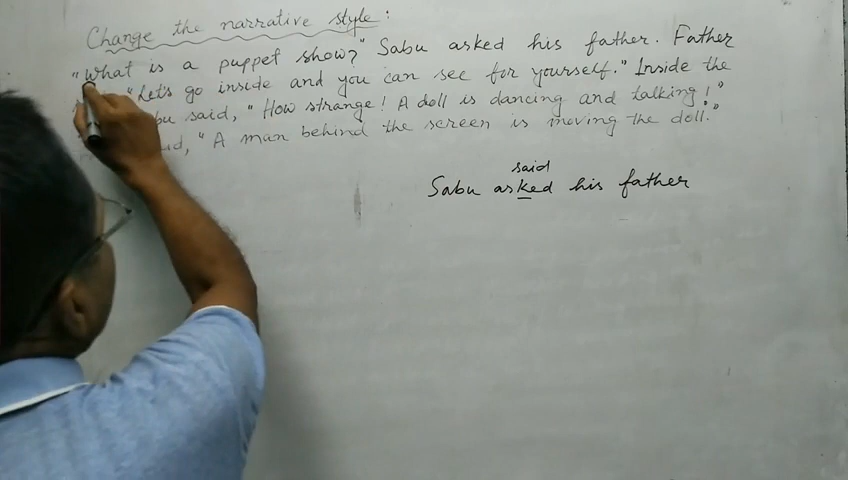 Change the narrative style:
"What is a puppet show?" Sabu asked his father. Father
"Let's go inside and you can see for yourself." Inside the
said, "How strange! A doll is dancing and talking!"
"A man behind the screen is moving the doll."
said
Sabu asked his father